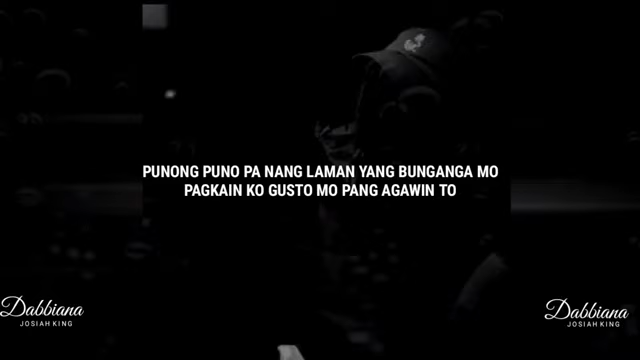 PUNONG PUNO PA NANG LAMAN YANG BUNGANGA MO
PAGKAIN KO GUSTO MO PANG AGAWIN TO
Dabbiana
JOSIAH KING
Dabbiana
JOSIAH KING